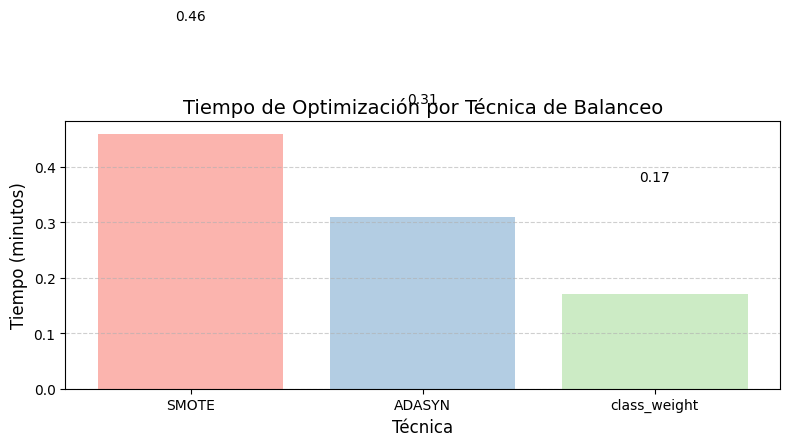 0.46
0.31
Tiempo de Optimización por Técnica de Balanceo
0.17
Tiempo (minutos)
0.4
0.3
0.2
0.1
0.0
SMOTE
ADASYN
class_weight
Técnica